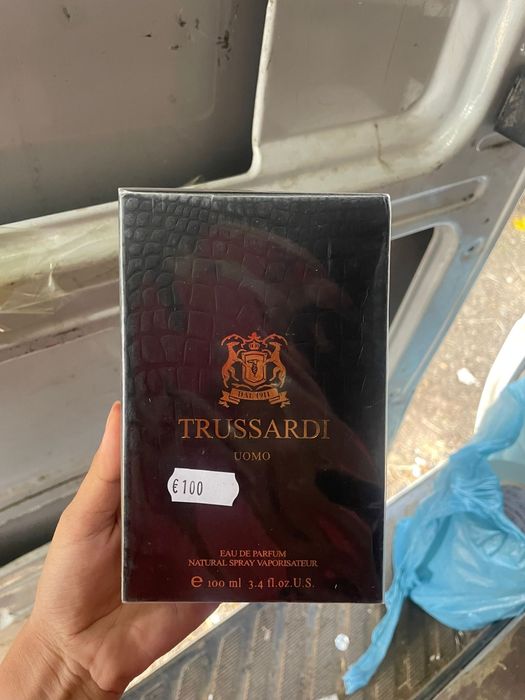 DAL 1911
TRUSSARDI
UOMO
€100
EAU DE PARFUM
NATURAL SPRAY VAPORISATEUR
e 100 ml 3.4 fl.oz.U.S.